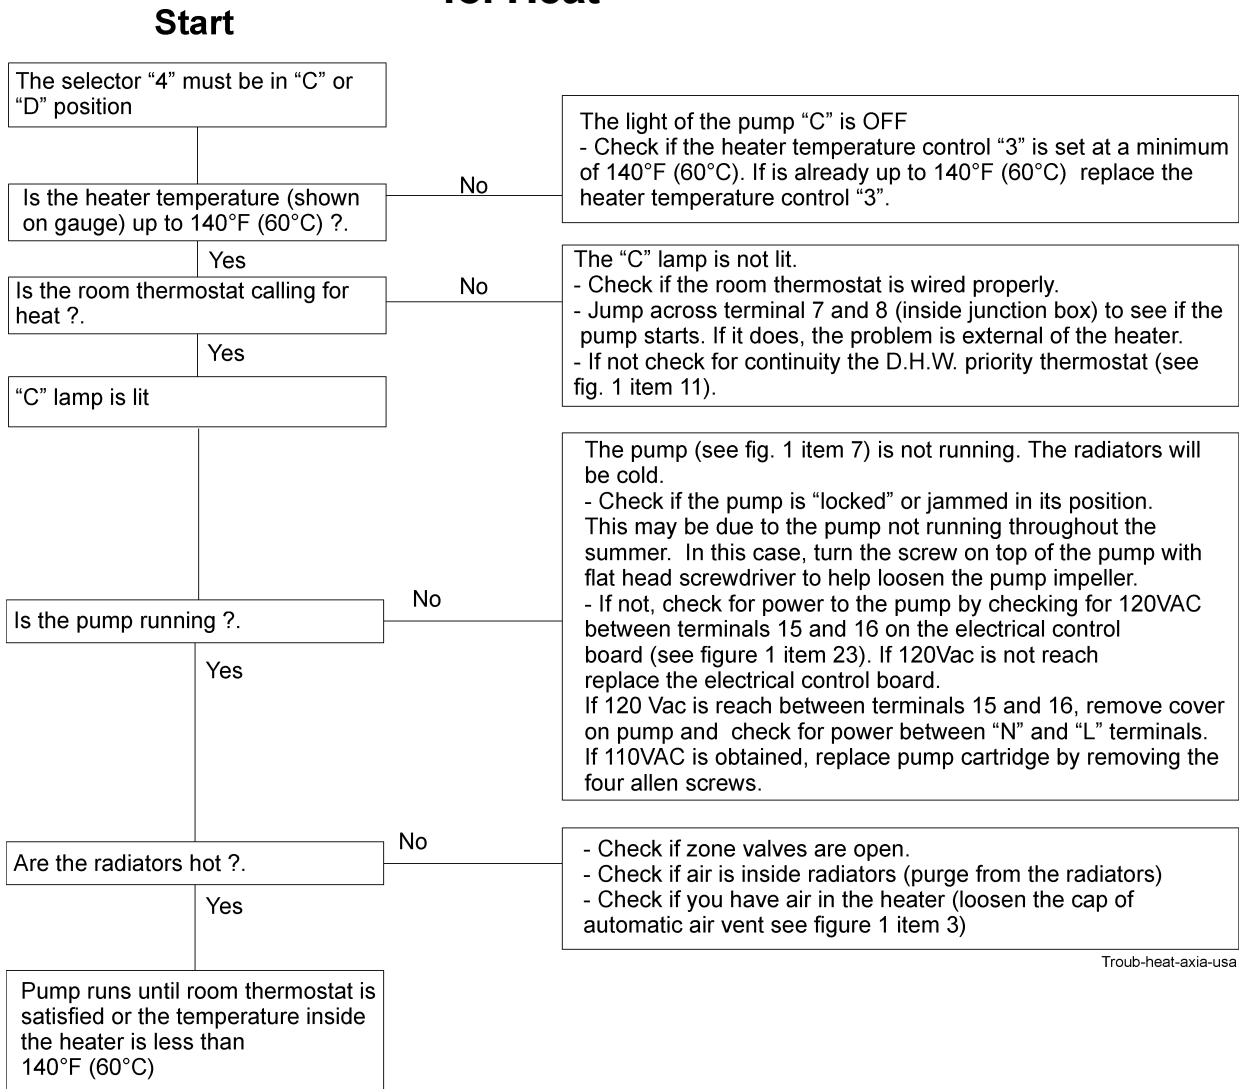 Start
The selector “4” must be in “C” or
“D” position
The light of the pump “C” is OFF
- Check if the heater temperature control “3” is set at a minimum
of 140°F (60°C). If is already up to 140°F (60°C) replace the
heater temperature control “3”.
No
Is the heater temperature (shown
on gauge) up to 140°F (60°C) ?.
Yes
The “C” lamp is not lit.
- Check if the room thermostat is wired properly.
- Jump across terminal 7 and 8 (inside junction box) to see if the
pump starts. If it does, the problem is external of the heater.
- If not check for continuity the D.H.W. priority thermostat (see
fig. 1 item 11).
No
Is the room thermostat calling for
heat ?.
Yes
“C” lamp is lit
The pump (see fig. 1 item 7) is not running. The radiators will
be cold.
- Check if the pump is “locked” or jammed in its position.
This may be due to the pump not running throughout the
summer. In this case, turn the screw on top of the pump with
flat head screwdriver to help loosen the pump impeller.
- If not, check for power to the pump by checking for 120VAC
between terminals 15 and 16 on the electrical control
board (see figure 1 item 23). If 120Vac is not reach
replace the electrical control board.
If 120 Vac is reach between terminals 15 and 16, remove cover
on pump and check for power between “N” and “L” terminals.
If 110VAC is obtained, replace pump cartridge by removing the
four allen screws.
No
Is the pump running ?.
Yes
No
Are the radiators hot ?.
- Check if zone valves are open.
- Check if air is inside radiators (purge from the radiators)
- Check if you have air in the heater (loosen the cap of
automatic air vent see figure 1 item 3)
Yes
Troub-heat-axia-usa
Pump runs until room thermostat is
satisfied or the temperature inside
the heater is less than
140°F (60°C)